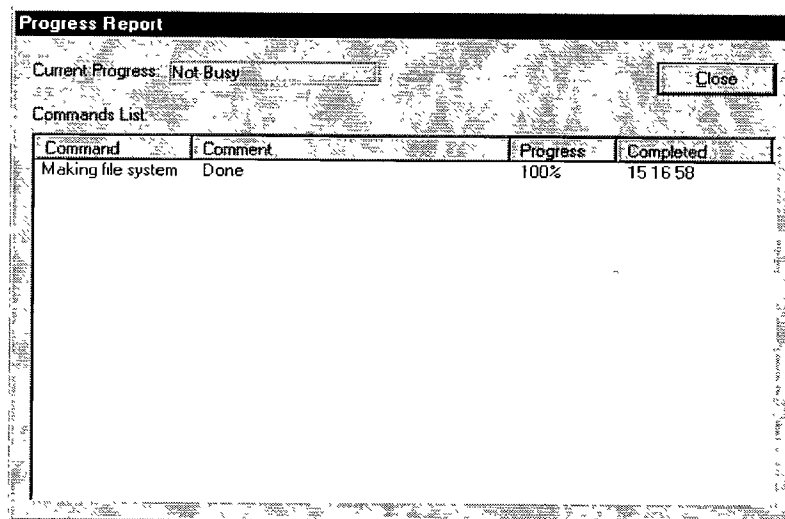 Progress Report
Current Progress: Not Busy
Close
Commands List:
Command Comment Progress Completed
Making file system Done 100% 15 16 58